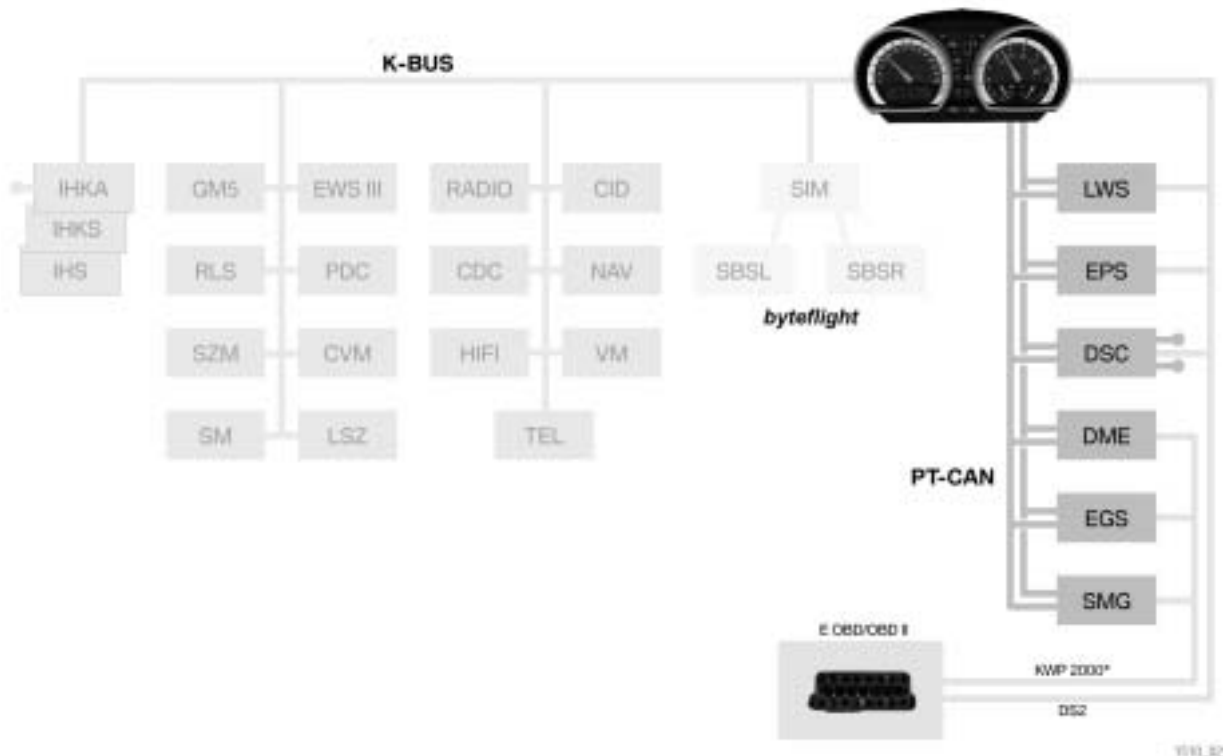 K-BUS
IHKA
GM5
EWS III
RADIO
CID
SIM
LWS
IHKS
IHS
RLS
PDC
CDC
NAV
SBSL
SBSR
EPS
byteflight
SZM
CVM
HIFI
VM
DSC
SM
LSZ
TEL
DME
PT-CAN
EGS
SMG
E OBD/OBD II
KWP 2000*
DS2